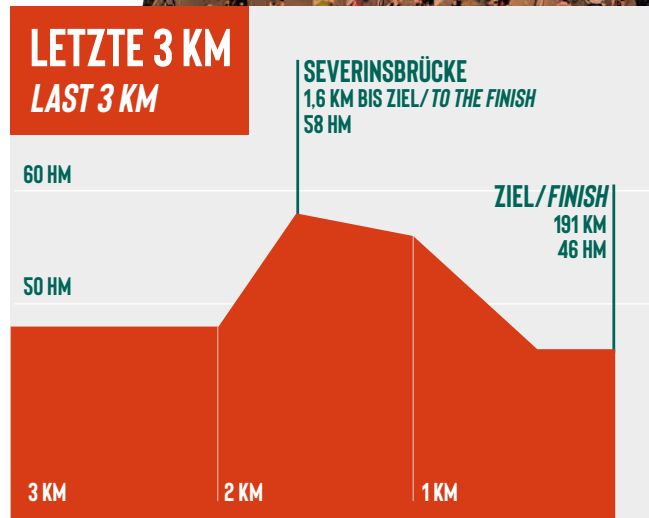 LETZTE 3 KM
LAST 3 KM
SEVERINSBRÜCKE
1,6 KM BIS ZIEL/ TO THE FINISH
58 HM
60 HM
ZIEL/FINISH
191 KM
46 HM
50 HM
3 KM
2 KM
1 KM